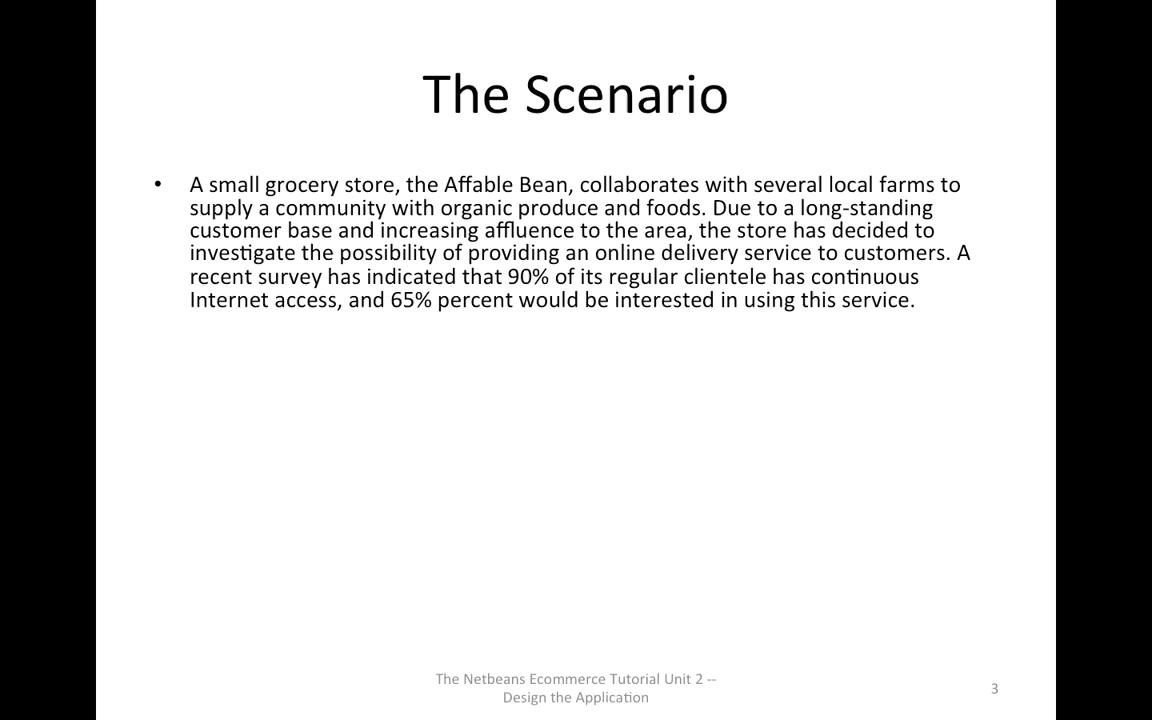 The Scenario
• A small grocery store, the Affable Bean, collaborates with several local farms to
supply a community with organic produce and foods. Due to a long-standing
customer base and increasing affluence to the area, the store has decided to
investigate the possibility of providing an online delivery service to customers. A
recent survey has indicated that 90% of its regular clientele has continuous
Internet access, and 65% percent would be interested in using this service.
The Netbeans Ecommerce Tutorial Unit 2 --
Design the Application
3